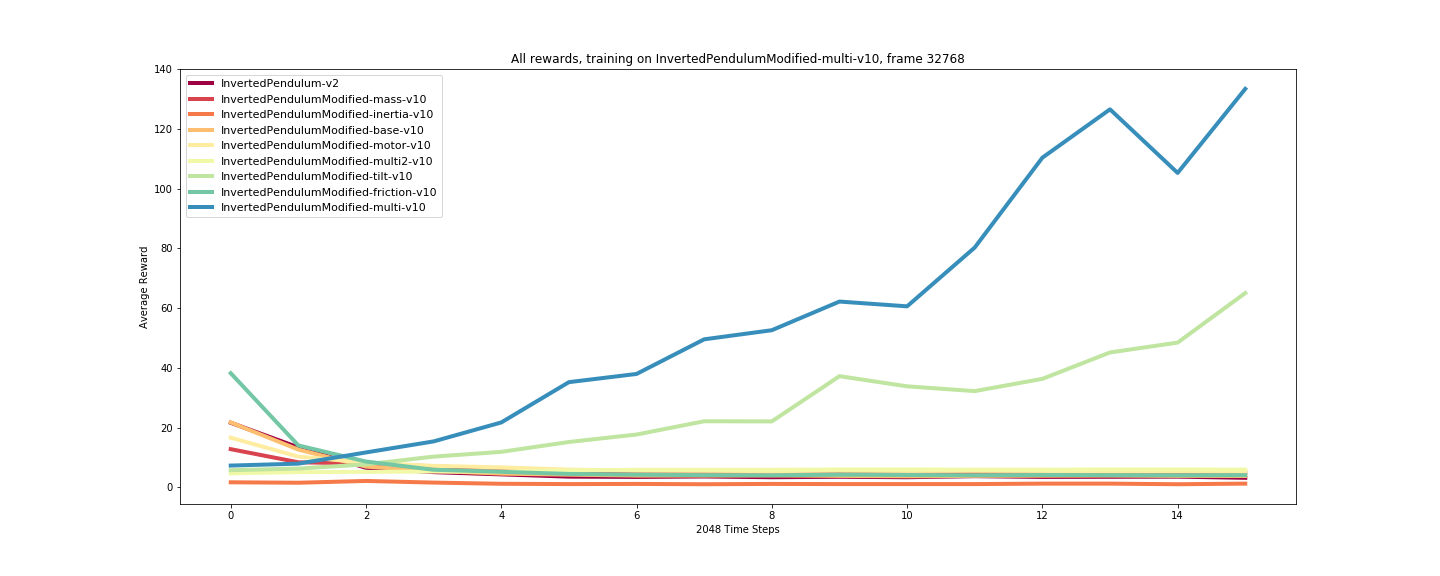 All rewards, training on InvertedPendulumModified-multi-v10, frame 32768
InvertedPendulum-v2
InvertedPendulumModified-mass-v10
InvertedPendulumModified-inertia-v10
InvertedPendulumModified-base-v10
InvertedPendulumModified-motor-v10
InvertedPendulumModified-multi2-v10
InvertedPendulumModified-tilt-v10
InvertedPendulumModified-friction-v10
InvertedPendulumModified-multi-v10
140
120
100
80
60
40
20
0
Average Reward
0 2 4 6 8 10 12 14
2048 Time Steps